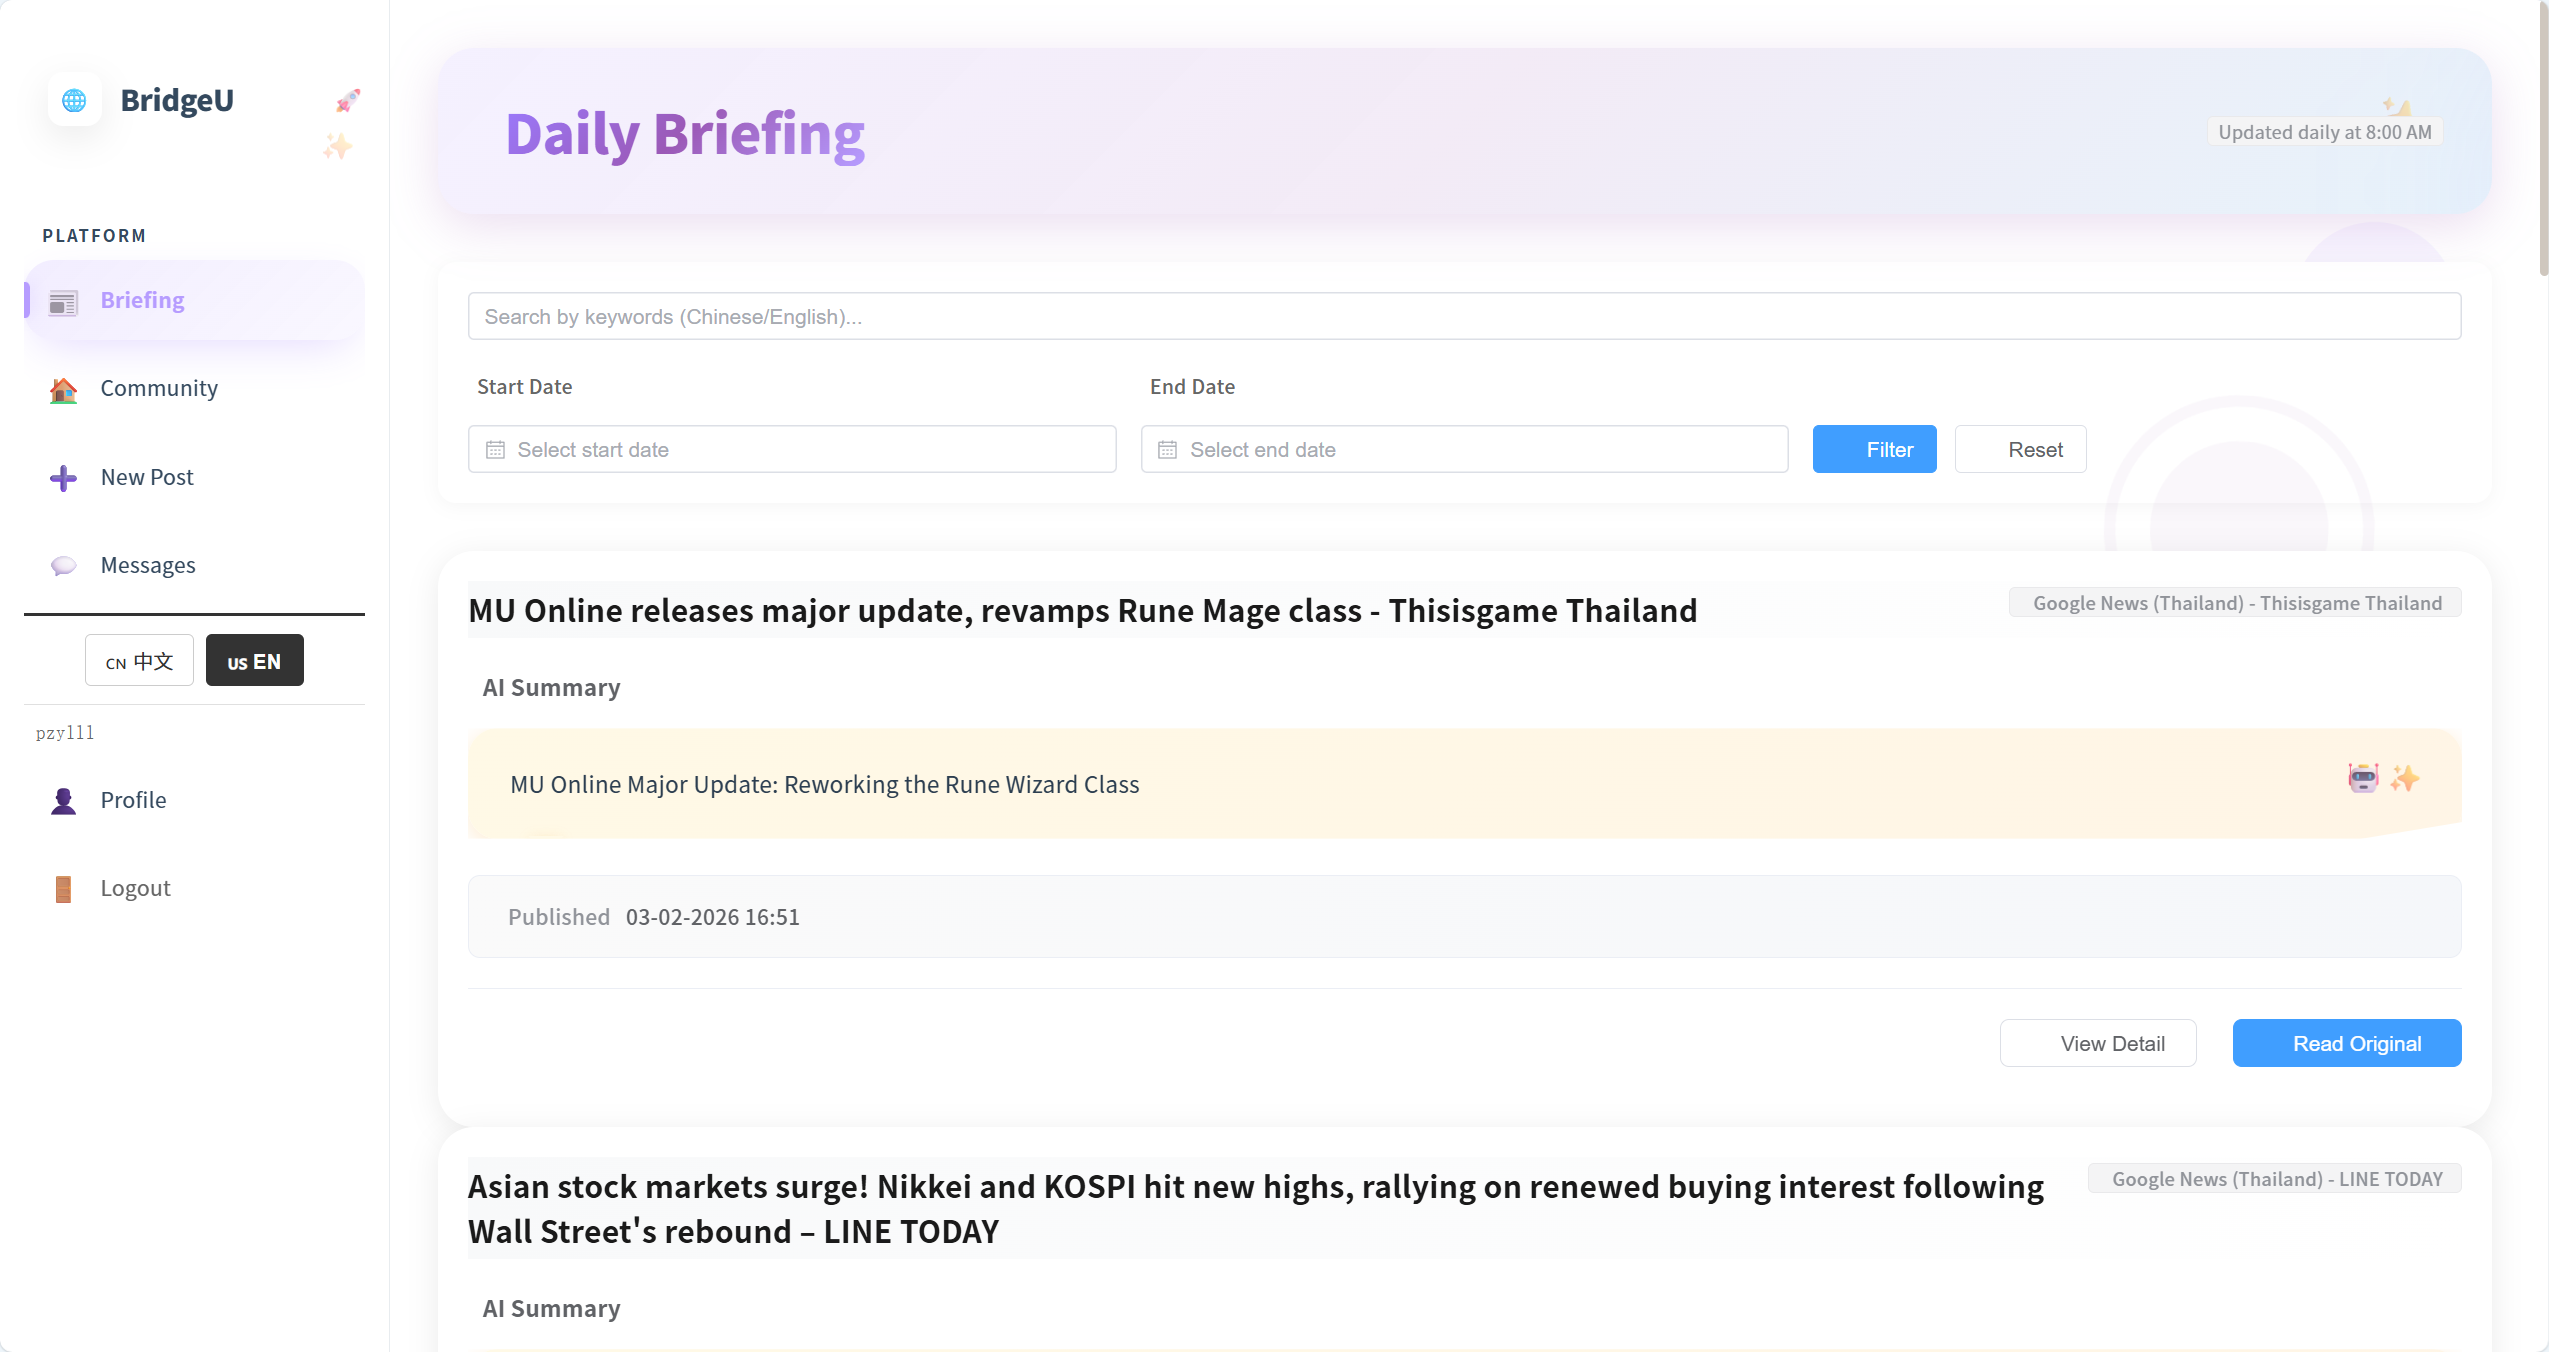 BridgeU
PLATFORM
Briefing
Community
New Post
Messages
CN 中文
US EN
pzylll
Profile
Logout
Daily Briefing
Updated daily at 8:00 AM
Search by keywords (Chinese/English)...
Start Date
End Date
Select start date
Select end date
Filter
Reset
MU Online releases major update, revamps Rune Mage class - Thisisgame Thailand
Google News (Thailand) - Thisisgame Thailand
AI Summary
MU Online Major Update: Reworking the Rune Wizard Class
Published 03-02-2026 16:51
View Detail
Read Original
Asian stock markets surge! Nikkei and KOSPI hit new highs, rallying on renewed buying interest following
Wall Street's rebound – LINE TODAY
Google News (Thailand) - LINE TODAY
AI Summary